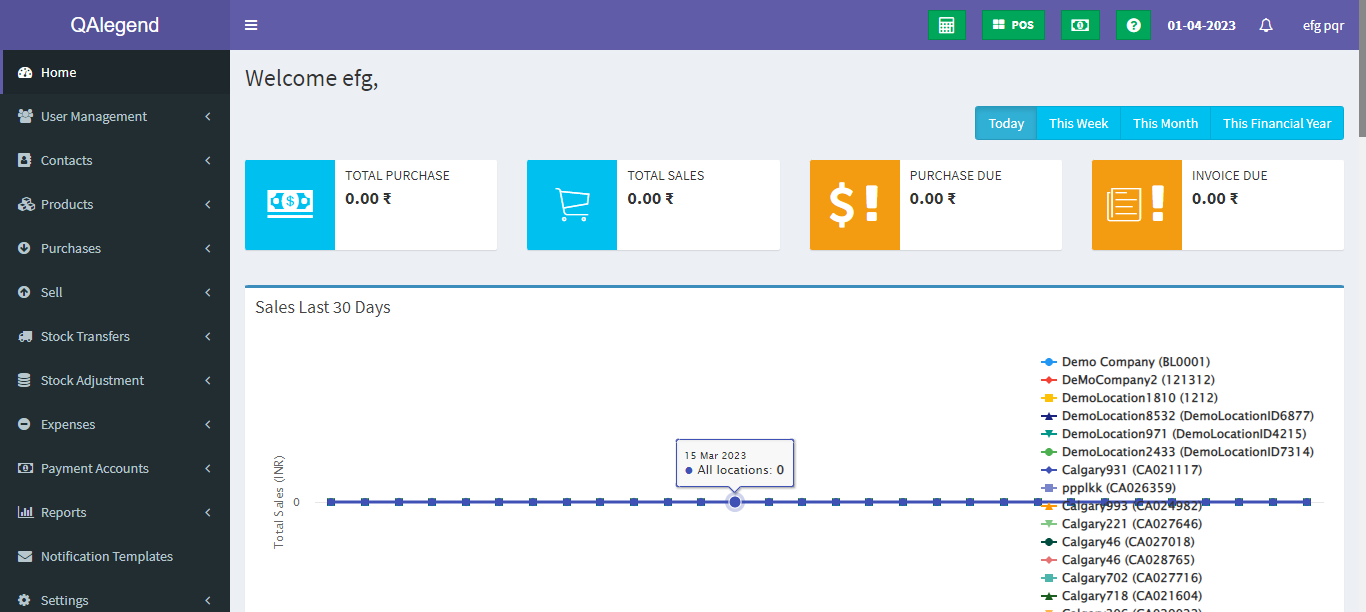 QAlegend
POS
01-04-2023
efg pqr
Home
User Management
Contacts
Products
Purchases
Sell
Stock Transfers
Stock Adjustment
Expenses
Payment Accounts
Reports
Notification Templates
Settings
Welcome efg,
Today This Week This Month This Financial Year
TOTAL PURCHASE
0.00 ₹
TOTAL SALES
0.00 ₹
PURCHASE DUE
0.00 ₹
INVOICE DUE
0.00 ₹
Sales Last 30 Days
Total Sales (INR)
0
15 Mar 2023
All locations: 0
Demo Company (BL0001)
DeMoCompany2 (121312)
DemoLocation1810 (1212)
DemoLocation8532 (DemoLocationID6877)
DemoLocation971 (DemoLocationID4215)
DemoLocation2433 (DemoLocationID7314)
Calgary931 (CA021117)
ppplkk (CA026359)
Calgary993 (CA024982)
Calgary221 (CA027646)
Calgary46 (CA027018)
Calgary46 (CA028765)
Calgary702 (CA027716)
Calgary718 (CA021604)